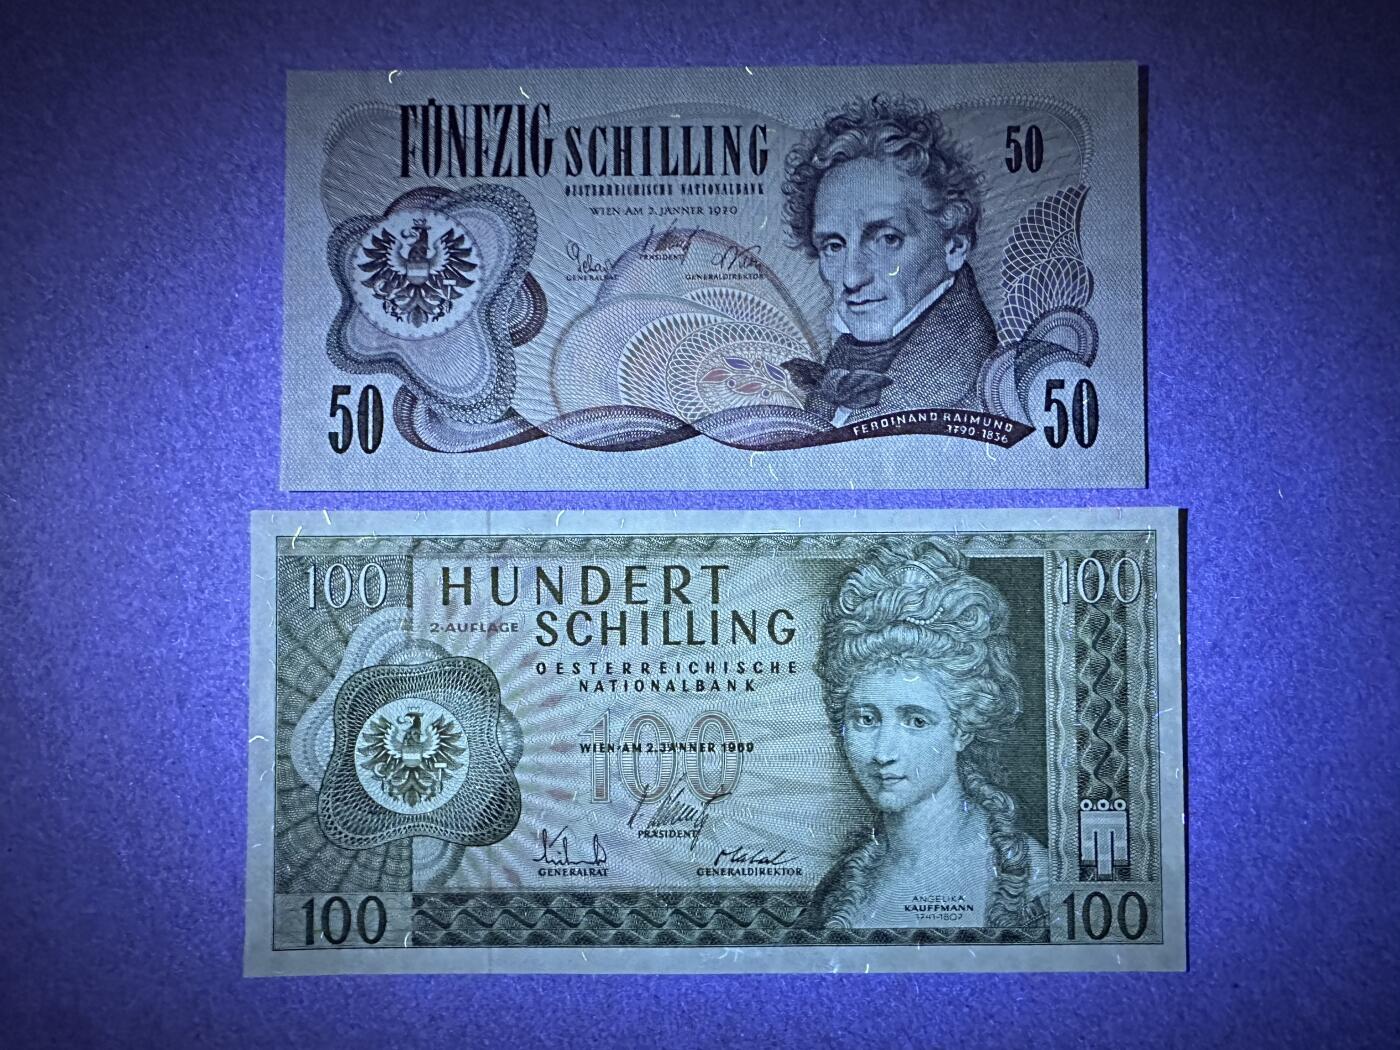 FÜNFZIG SCHILLING
50
OESTERREICHISCHE NATIONALBANK
WIEN·AM 2. JÄNNER 1970
PRÄSIDENT
GENERALRAT
GENERALDIREKTOR
50
50
FERDINAND RAIMUND
1790-1836
100
HUNDERT
100
2·AUFLAGE
SCHILLING
OESTERREICHISCHE
NATIONALBANK
100
WIEN·AM 2.JÄNNER 1969
PRÄSIDENT
GENERALRAT
GENERALDIREKTOR
ANGELIKA
KAUFFMANN
1741-1807
100
100